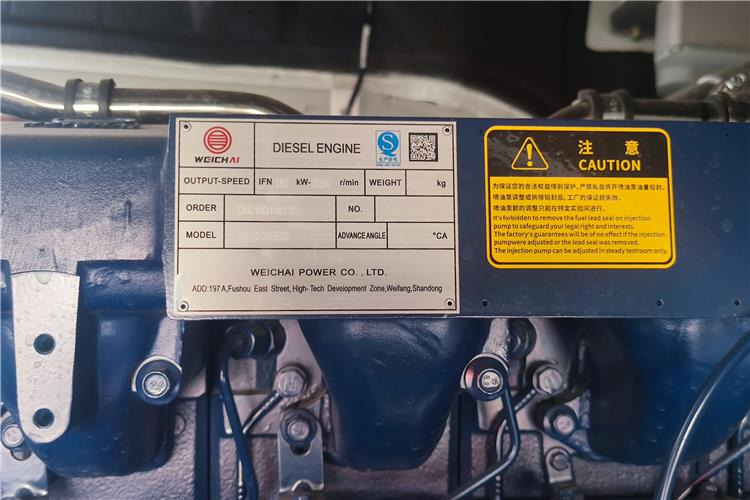 WEICHAI
DIESEL ENGINE
生产许可
OUTPUT-SPEED IFN kW- r/min WEIGHT kg
ORDER NO.
MODEL ADVANCE ANGLE °CA
WEICHAI POWER CO., LTD.
ADD:197 A,Fushou East Street, High-Tech Development Zone,Weifang,Shandong
注意
CAUTION
为保证您的合法权益得到保护,严禁私自拆开喷油泵油量铅封。
喷油泵调整或拆除铅封后,工厂的保证就无效了。
喷油泵额的调整只能在特定实验间进行。
It's forbidden to remove the fuel lead seal on injection
pump to safeguard your legal right and interests.
The factory's guarantees will be of no effect if the injection
pumpwere adjusted or the lead seal was removed.
The injection pump can be adjusted in steady testroom only.